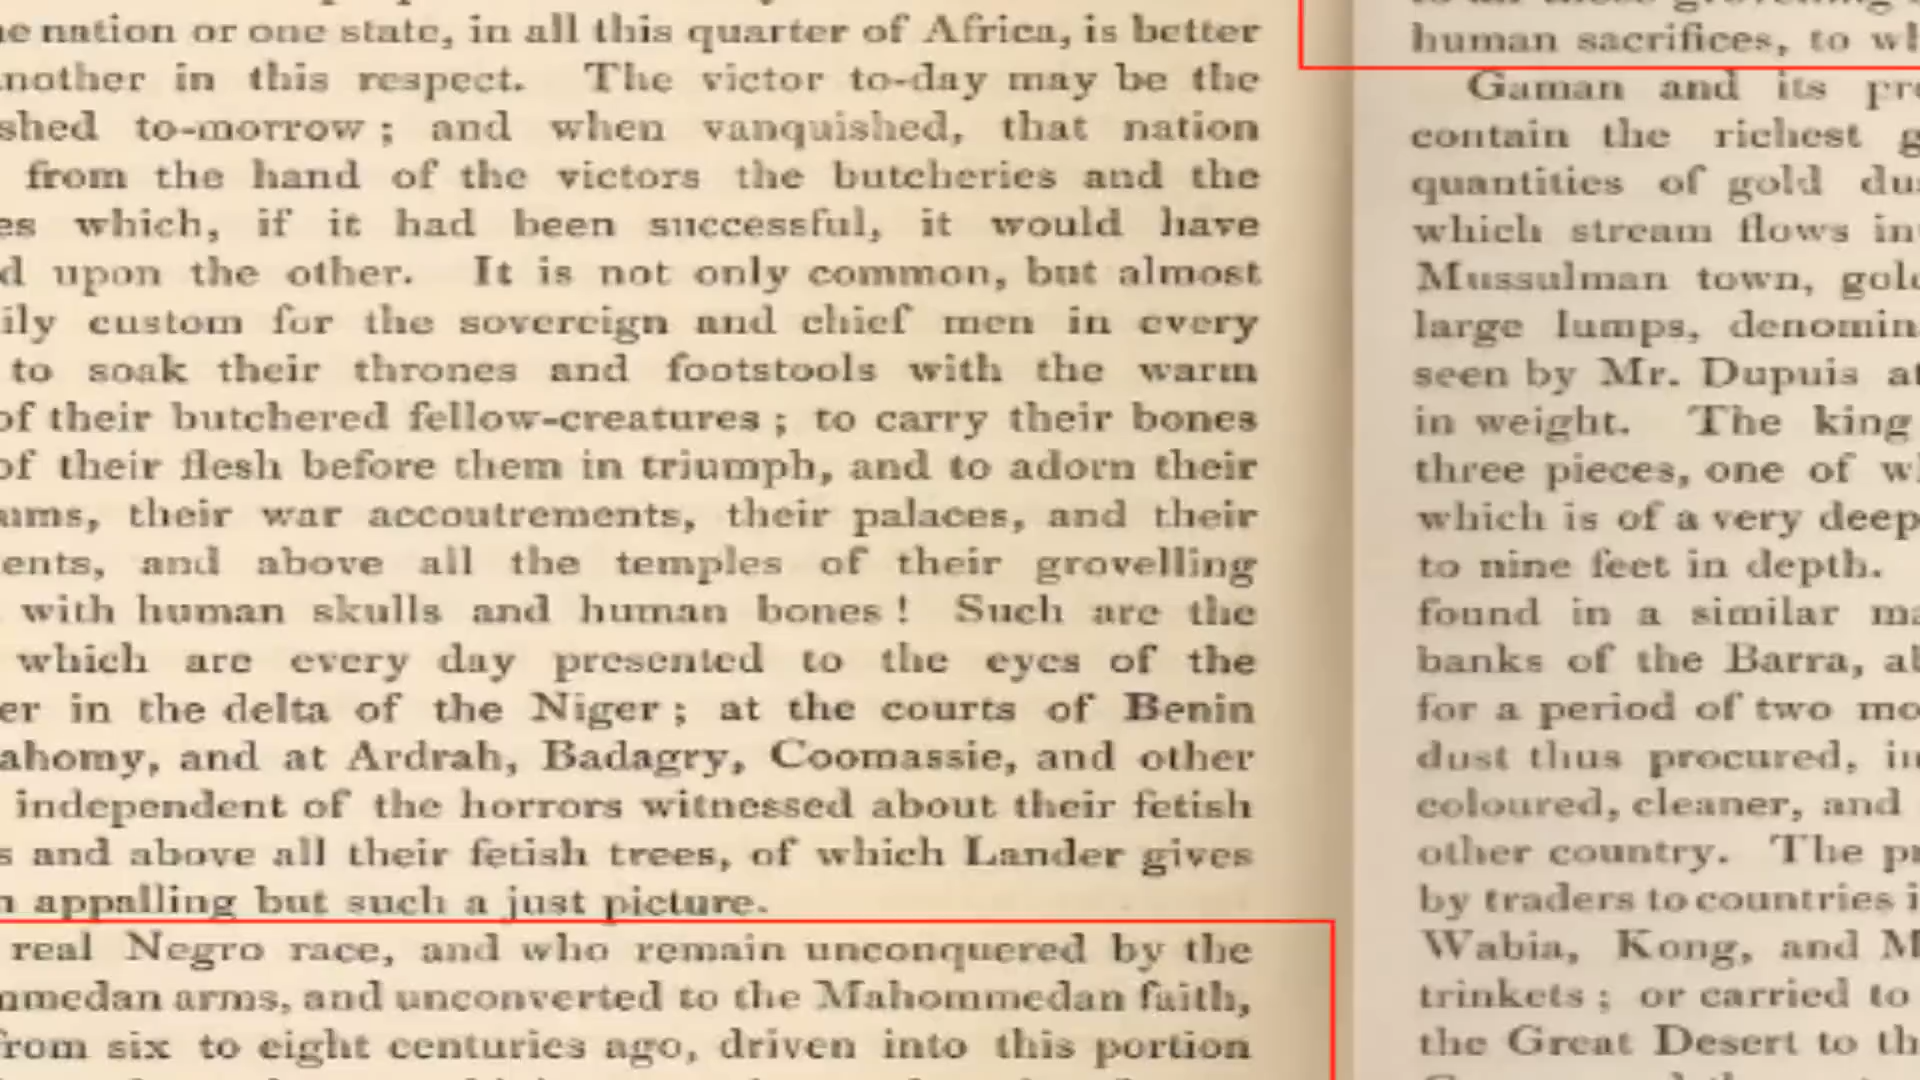 nation or one state, in all this quarter of Africa, is better
in this respect. The victor to-day may be the
to-morrow; and when vanquished, that nation
from the hand of the victors the butcheries and the
which, if it had been successful, it would have
upon the other. It is not only common, but almost
custom for the sovereign and chief men in every
to soak their thrones and footstools with the warm
of their butchered fellow-creatures; to carry their bones
of their flesh before them in triumph, and to adorn their
their war accoutrements, their palaces, and their
and above all the temples of their grovelling
with human skulls and human bones! Such are the
which are every day presented to the eyes of the
in the delta of the Niger; at the courts of Benin
and at Ardrah, Badagry, Coomassie, and other
independent of the horrors witnessed about their fetish
and above all their fetish trees, of which Lander gives
appalling but such a just picture.
real Negro race, and who remain unconquered by the
arms, and unconverted to the Mahommedan faith,
from six to eight centuries ago, driven into this portion
human sacrifices, to
Gaman and its
contain the richest
quantities of gold
which stream flows
Mussulman town,
large lumps,
seen by Mr. Dupuis
in weight. The king
three pieces, one of
which is of a very deep
to nine feet in depth.
found in a similar
banks of the Barra,
for a period of two
dust thus procured,
coloured, cleaner, and
other country. The
by traders to countries
Wabia, Kong, and
trinkets; or carried to
the Great Desert to